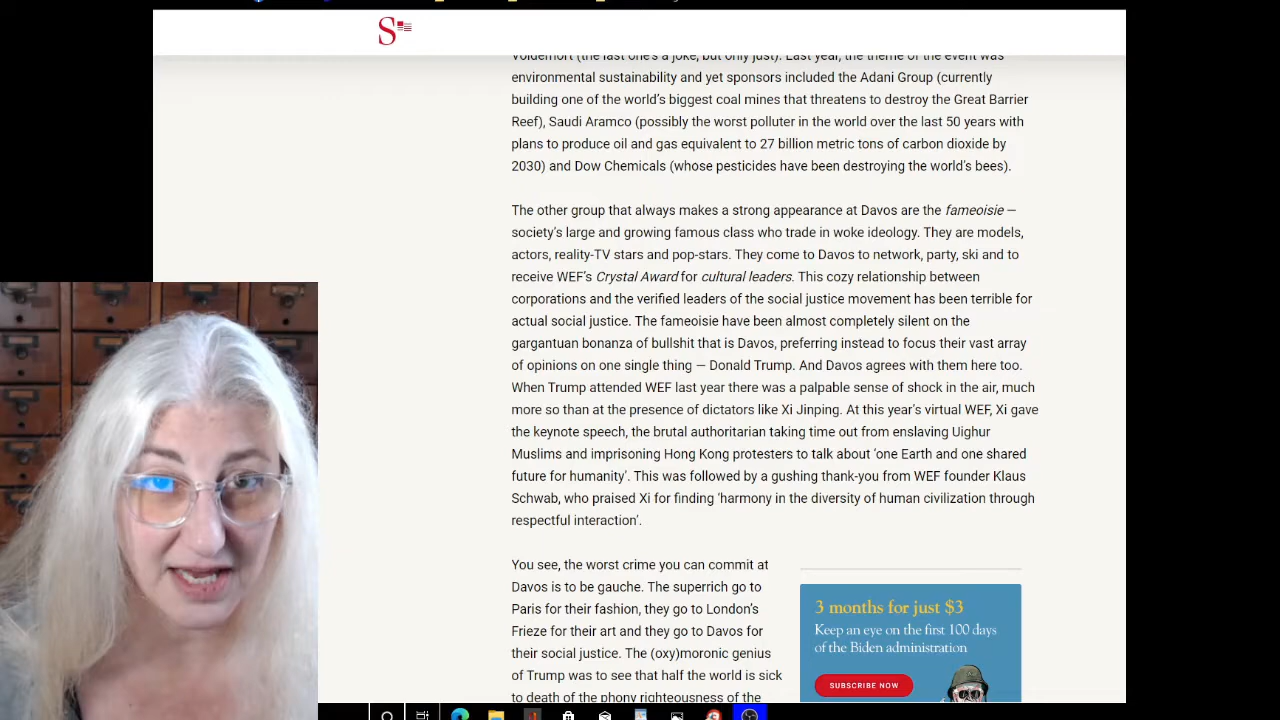 S
Voldemort (the last one's a joke, but only just). Last year, the theme of the event was
environmental sustainability and yet sponsors included the Adani Group (currently
building one of the world's biggest coal mines that threatens to destroy the Great Barrier
Reef), Saudi Aramco (possibly the worst polluter in the world over the last 50 years with
plans to produce oil and gas equivalent to 27 billion metric tons of carbon dioxide by
2030) and Dow Chemicals (whose pesticides have been destroying the world's bees).
The other group that always makes a strong appearance at Davos are the fameoisie —
society's large and growing famous class who trade in woke ideology. They are models,
actors, reality-TV stars and pop-stars. They come to Davos to network, party, ski and to
receive WEF's Crystal Award for cultural leaders. This cozy relationship between
corporations and the verified leaders of the social justice movement has been terrible for
actual social justice. The fameoisie have been almost completely silent on the
gargantuan bonanza of bullshit that is Davos, preferring instead to focus their vast array
of opinions on one single thing — Donald Trump. And Davos agrees with them here too.
When Trump attended WEF last year there was a palpable sense of shock in the air, much
more so than at the presence of dictators like Xi Jinping. At this year's virtual WEF, Xi gave
the keynote speech, the brutal authoritarian taking time out from enslaving Uighur
Muslims and imprisoning Hong Kong protesters to talk about 'one Earth and one shared
future for humanity'. This was followed by a gushing thank-you from WEF founder Klaus
Schwab, who praised Xi for finding 'harmony in the diversity of human civilization through
respectful interaction'.
You see, the worst crime you can commit at
Davos is to be gauche. The superrich go to
Paris for their fashion, they go to London's
Frieze for their art and they go to Davos for
their social justice. The (oxy)moronic genius
of Trump was to see that half the world is sick
to death of the phony righteousness of the
3 months for just $3
Keep an eye on the first 100 days
of the Biden administration
SUBSCRIBE NOW